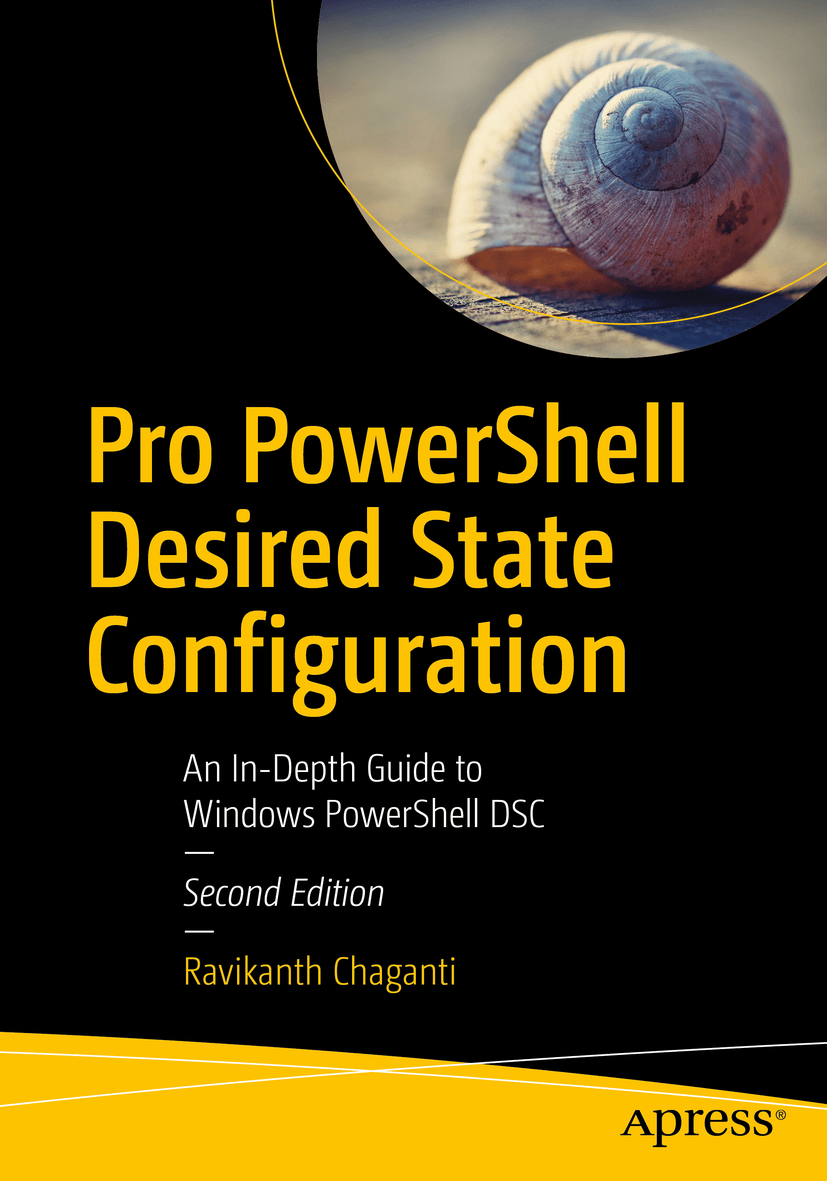 Pro PowerShell
Desired State
Configuration
An In-Depth Guide to
Windows PowerShell DSC
—
Second Edition
—
Ravikanth Chaganti
Apress®